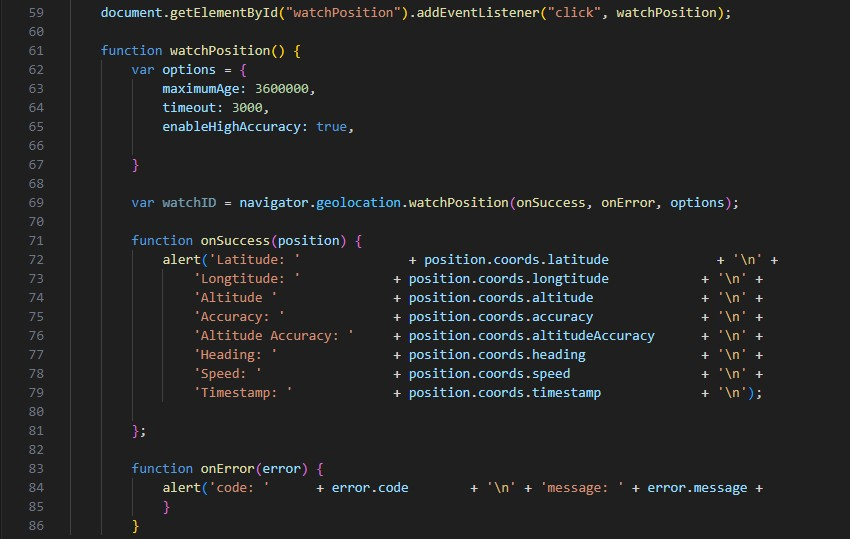 59 document.getElementById("watchPosition").addEventListener("click", watchPosition);
60
61 function watchPosition() {
62 var options = {
63 maximumAge: 3600000,
64 timeout: 3000,
65 enableHighAccuracy: true,
66
67 }
68
69 var watchID = navigator.geolocation.watchPosition(onSuccess, onError, options);
70
71 function onSuccess(position) {
72 alert('Latitude: ' + position.coords.latitude + '\n' +
73 'Longtitude: ' + position.coords.longtitude + '\n' +
74 'Altitude ' + position.coords.altitude + '\n' +
75 'Accuracy: ' + position.coords.accuracy + '\n' +
76 'Altitude Accuracy: ' + position.coords.altitudeAccuracy + '\n' +
77 'Heading: ' + position.coords.heading + '\n' +
78 'Speed: ' + position.coords.speed + '\n' +
79 'Timestamp: ' + position.coords.timestamp + '\n');
80
81 };
82
83 function onError(error) {
84 alert('code: ' + error.code + '\n' + 'message: ' + error.message +
85 }
86 }